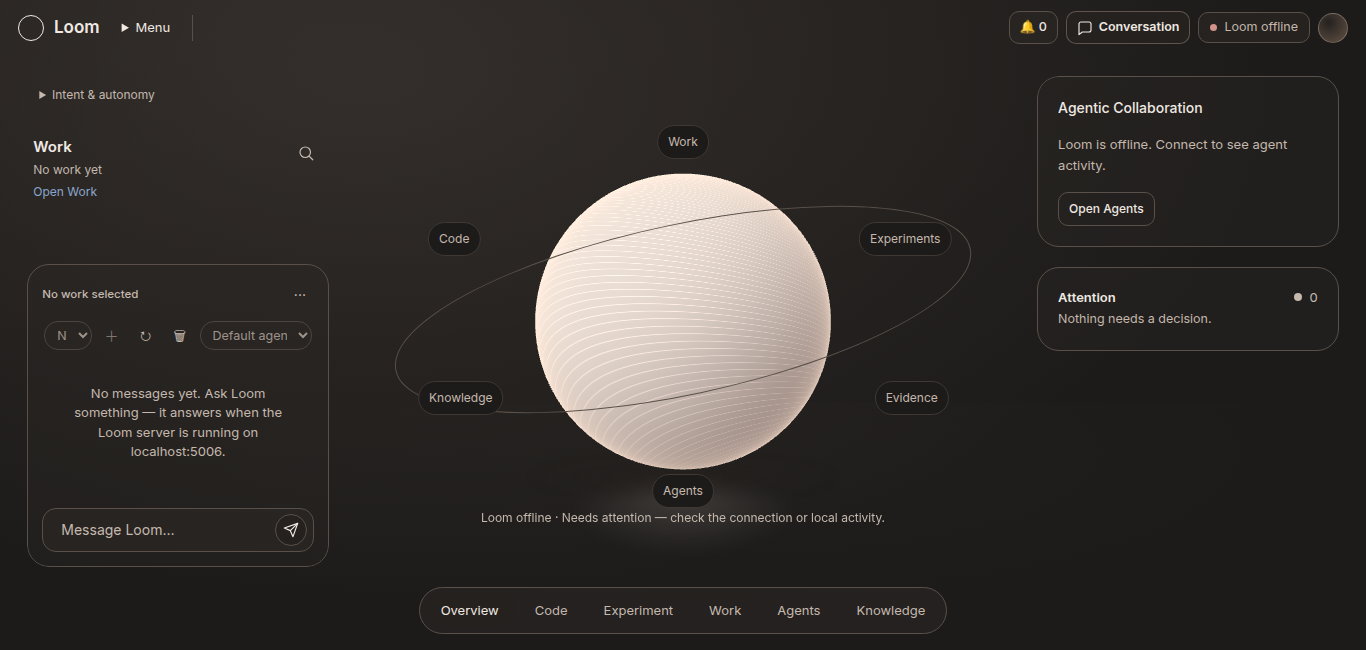 Loom
Menu
0
Conversation
Loom offline
Intent & autonomy
Work
No work yet
Open Work
Work
Code
Experiments
Knowledge
Evidence
Agents
Loom offline · Needs attention — check the connection or local activity.
No work selected
...
N
Default agen
No messages yet. Ask Loom
something — it answers when the
Loom server is running on
localhost:5006.
Message Loom...
Agentic Collaboration
Loom is offline. Connect to see agent
activity.
Open Agents
Attention
0
Nothing needs a decision.
Overview
Code
Experiment
Work
Agents
Knowledge